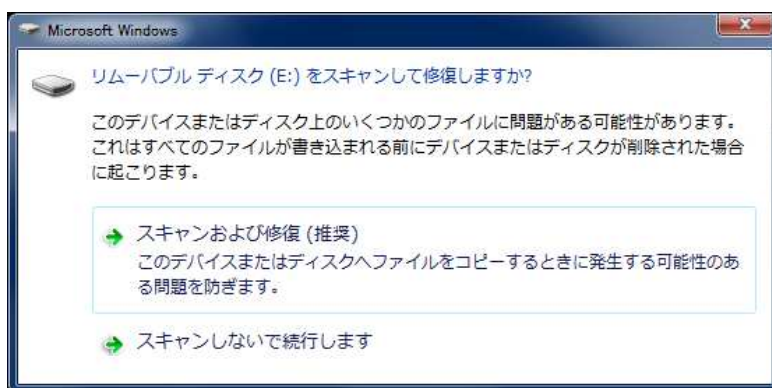 Microsoft Windows
リムーバブル ディスク (E:) をスキャンして修復しますか?
このデバイスまたはディスク上のいくつかのファイルに問題がある可能性があります。
これはすべてのファイルが書き込まれる前にデバイスまたはディスクが削除された場合
に起こります。
スキャンおよび修復 (推奨)
このデバイスまたはディスクへファイルをコピーするときに発生する可能性のあ
る問題を防ぎます。
スキャンしないで続行します